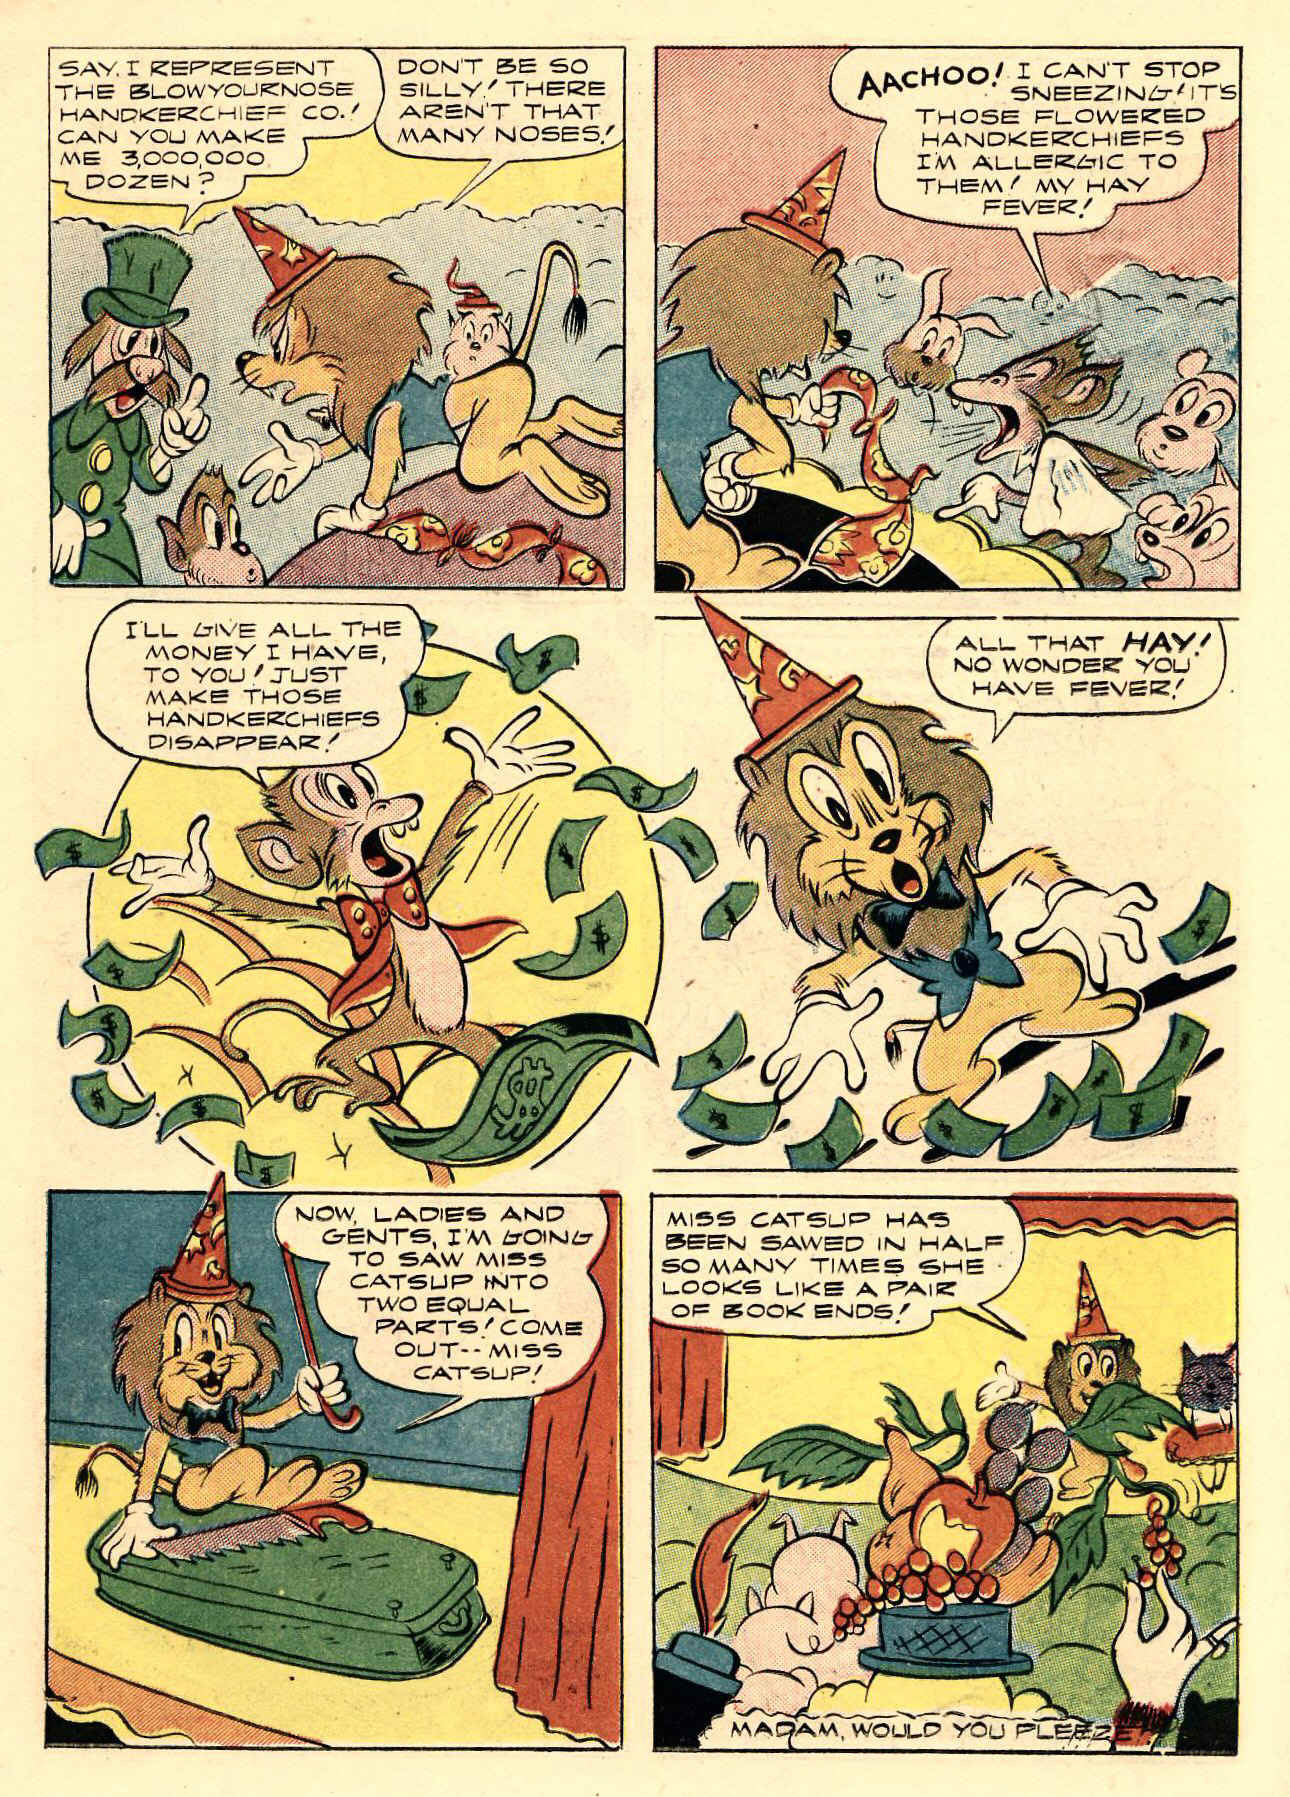 SAY, I REPRESENT
THE BLOWYOURNOSE
HANDKERCHIEF CO.!
CAN YOU MAKE
ME 3,000,000
DOZEN?
DON'T BE SO
SILLY! THERE
AREN'T THAT
MANY NOSES!
AACHOO! I CAN'T STOP
SNEEZING! IT'S
THOSE FLOWERED
HANDKERCHIEFS
I'M ALLERGIC TO
THEM! MY HAY
FEVER!
I'LL GIVE ALL THE
MONEY I HAVE,
TO YOU! JUST
MAKE THOSE
HANDKERCHIEFS
DISAPPEAR!
ALL THAT HAY!
NO WONDER YOU
HAVE FEVER!
NOW, LADIES AND
GENTS, I'M GOING
TO SAW MISS
CATSUP INTO
TWO EQUAL
PARTS! COME
OUT-- MISS
CATSUP!
MISS CATSUP HAS
BEEN SAWED IN HALF
SO MANY TIMES SHE
LOOKS LIKE A PAIR
OF BOOK ENDS!
MADAM, WOULD YOU PLEEZE!